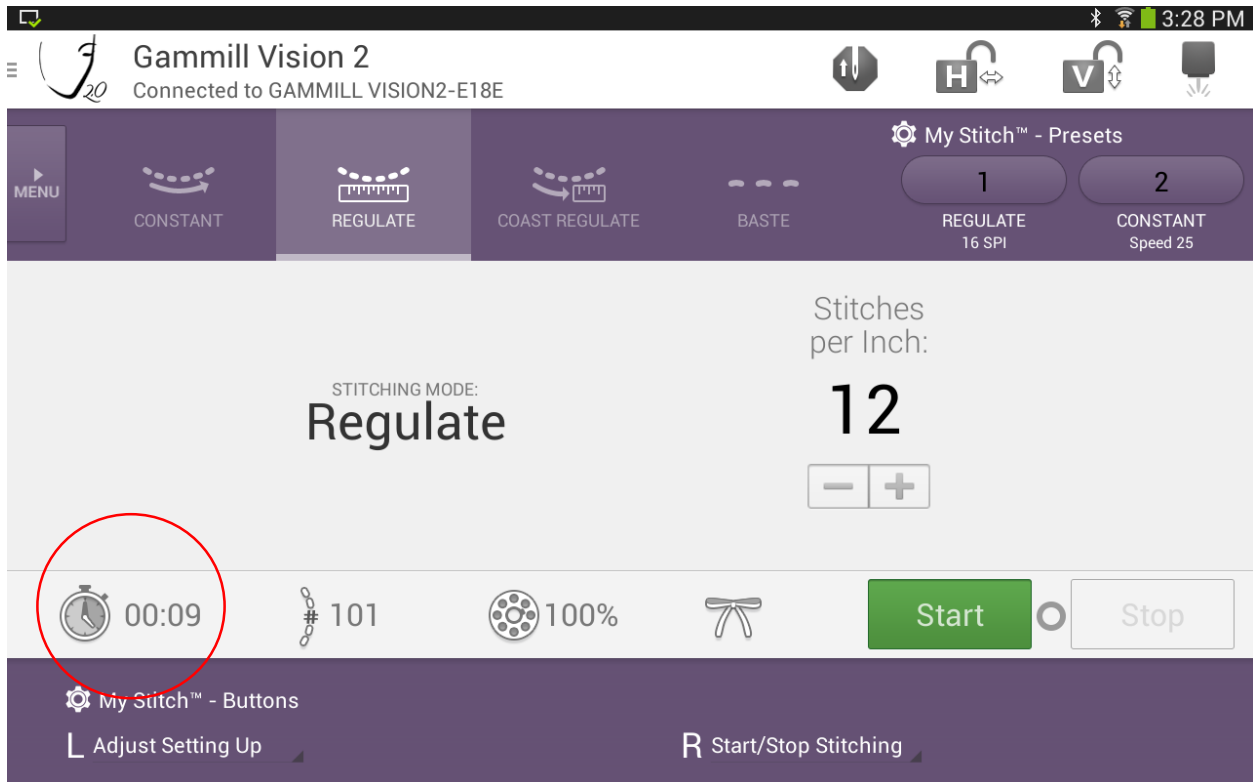 3:28 PM
20
Gammill Vision 2
Connected to GAMMILL VISION2-E18E
H
V
MENU
CONSTANT
REGULATE
COAST REGULATE
BASTE
My Stitch™ - Presets
1
2
REGULATE
16 SPI
CONSTANT
Speed 25
STITCHING MODE:
Regulate
Stitches
per Inch:
12
00:09
# 101
100%
Start
Stop
My Stitch™ - Buttons
L Adjust Setting Up
R Start/Stop Stitching